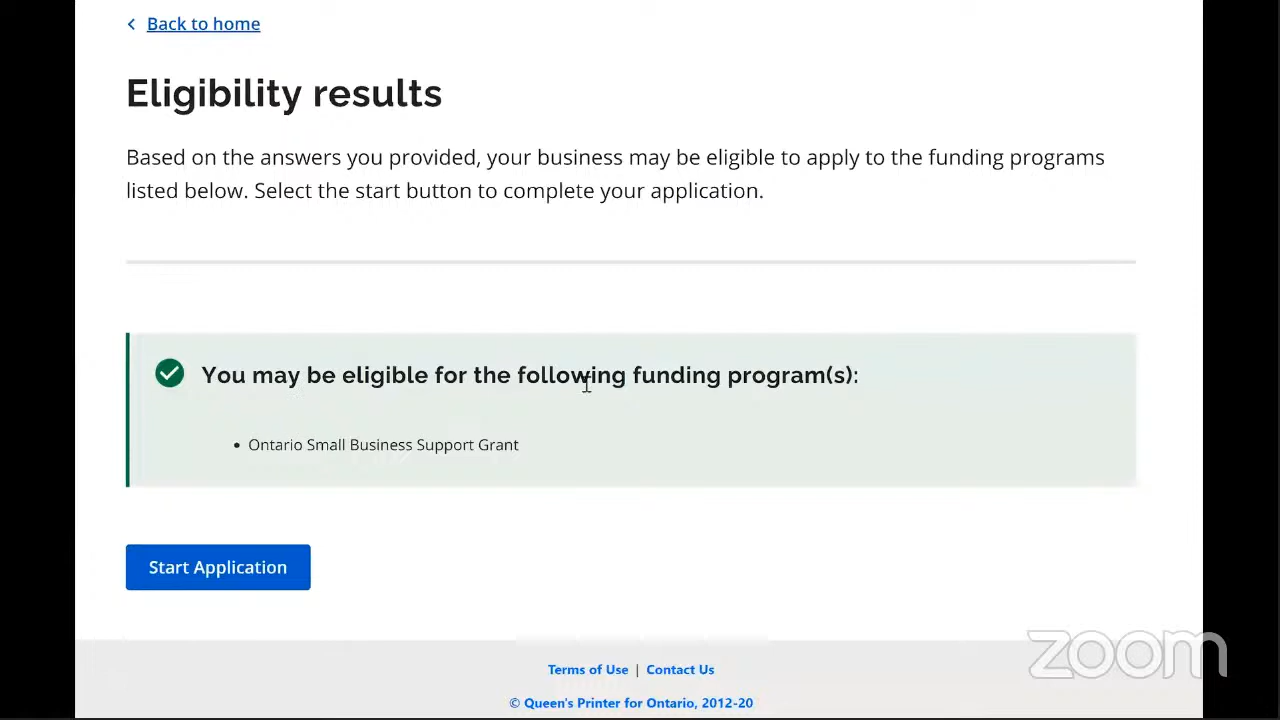 Back to home
Eligibility results
Based on the answers you provided, your business may be eligible to apply to the funding programs
listed below. Select the start button to complete your application.
You may be eligible for the following funding program(s):
• Ontario Small Business Support Grant
Start Application
zoom
Terms of Use | Contact Us
© Queen's Printer for Ontario, 2012-20